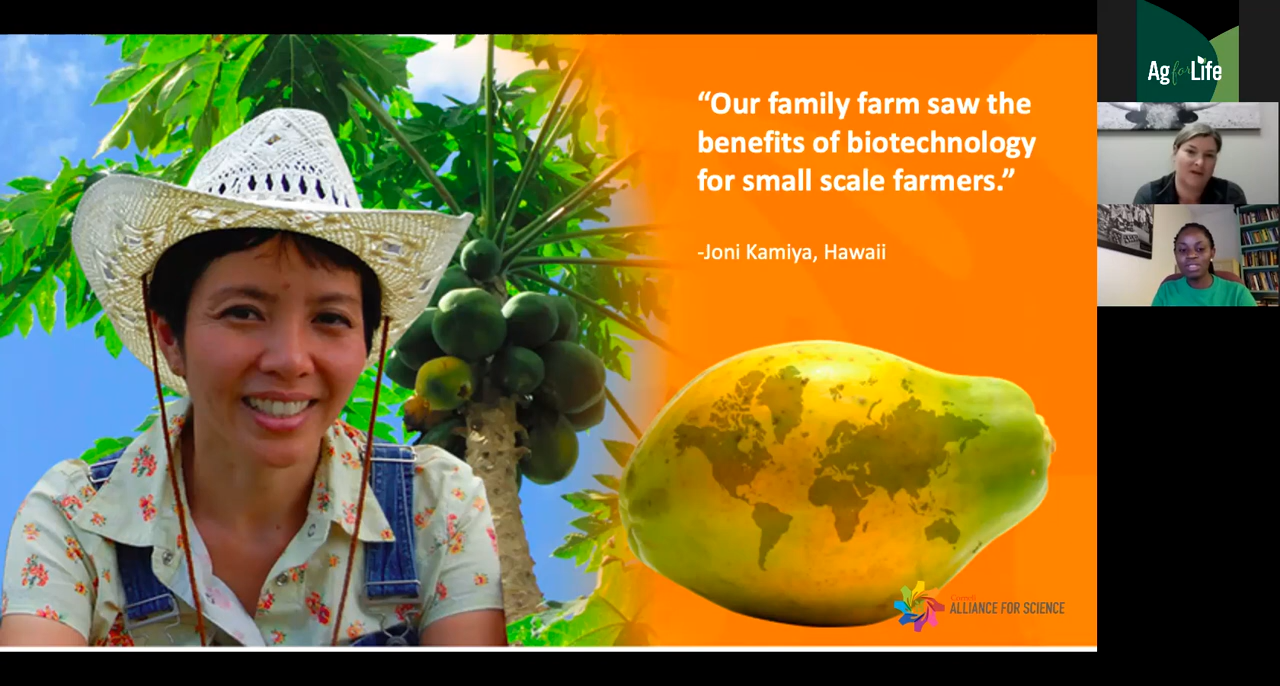 “Our family farm saw the
benefits of biotechnology
for small scale farmers.”
-Joni Kamiya, Hawaii
Cornell
ALLIANCE FOR SCIENCE
Ag for Life